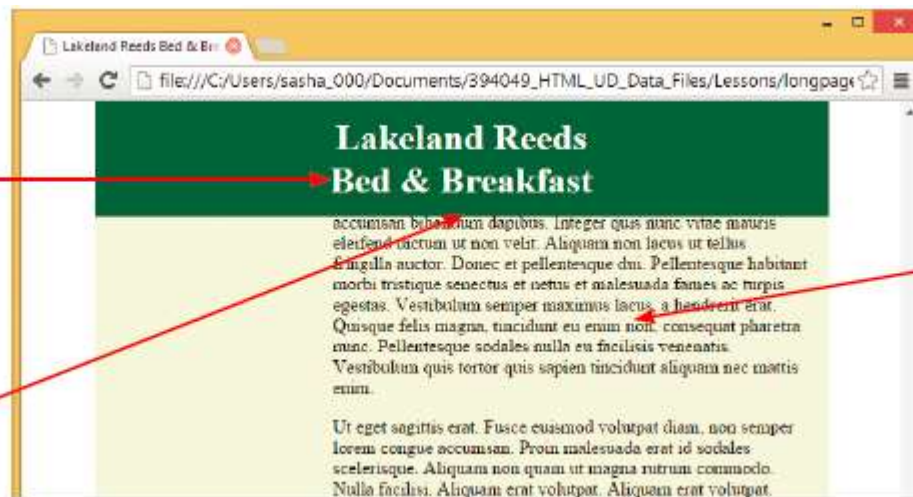 Lakeland Reeds Bed & Br
file:///C:/Users/sasha_000/Documents/394049_HTML_UD_Data_Files/Lessons/longpage
Lakeland Reeds
Bed & Breakfast
accumsan bibendum dapibus. Integer quis nunc vitae mauris
eleifend dictum ut non velit. Aliquam non lacus ut tellus
fringilla auctor. Donec et pellentesque dui. Pellentesque habitant
morbi tristique senectus et netus et malesuada fames ac turpis
egestas. Vestibulum semper maximus lacus, a hendrerit erat.
Quisque felis magna, tincidunt eu enim non, consequat pharetra
nunc. Pellentesque sodales nulla eu facilisis venenatis.
Vestibulum quis tortor quis sapien tincidunt aliquam nec mattis
enim.
Ut eget sagittis erat. Fusce euismod volutpat diam, non semper
lorem congue accumsan. Proin malesuada erat id sodales
scelerisque. Aliquam non quam ut magna rutrum commodo.
Nulla facilisi. Aliquam erat volutpat. Aliquam erat volutpat.